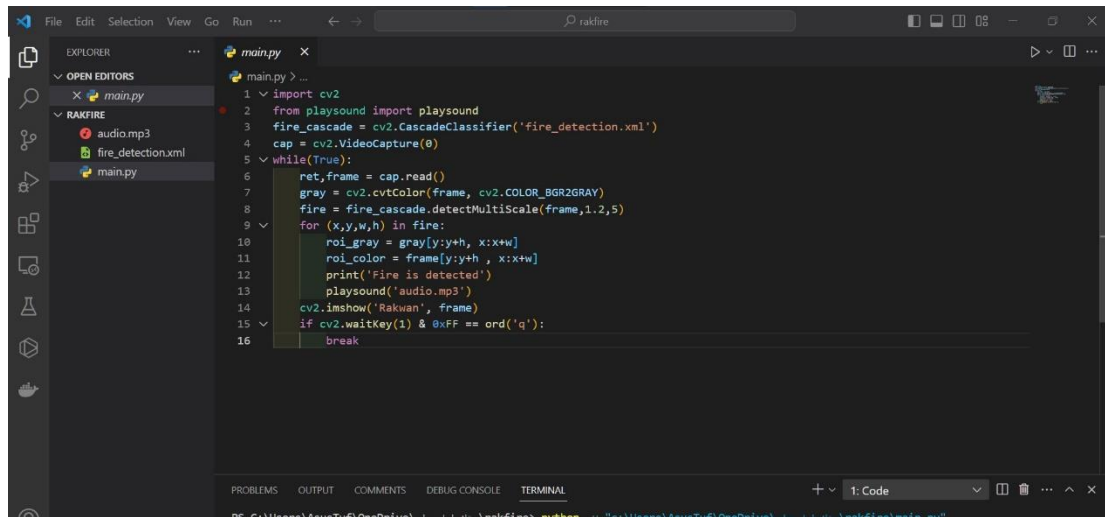 File Edit Selection View Go Run ··· rakfire
EXPLORER ···
OPEN EDITORS
main.py
RAKFIRE
audio.mp3
fire_detection.xml
main.py
main.py
main.py > ...
1 import cv2
2 from playsound import playsound
3 fire_cascade = cv2.CascadeClassifier('fire_detection.xml')
4 cap = cv2.VideoCapture(0)
5 while(True):
6 ret,frame = cap.read()
7 gray = cv2.cvtColor(frame, cv2.COLOR_BGR2GRAY)
8 fire = fire_cascade.detectMultiScale(frame,1.2,5)
9 for (x,y,w,h) in fire:
10 roi_gray = gray[y:y+h, x:x+w]
11 roi_color = frame[y:y+h , x:x+w]
12 print('Fire is detected')
13 playsound('audio.mp3')
14 cv2.imshow('Rakwan', frame)
15 if cv2.waitKey(1) & 0xFF == ord('q'):
16 break
PROBLEMS OUTPUT COMMENTS DEBUG CONSOLE TERMINAL 1: Code